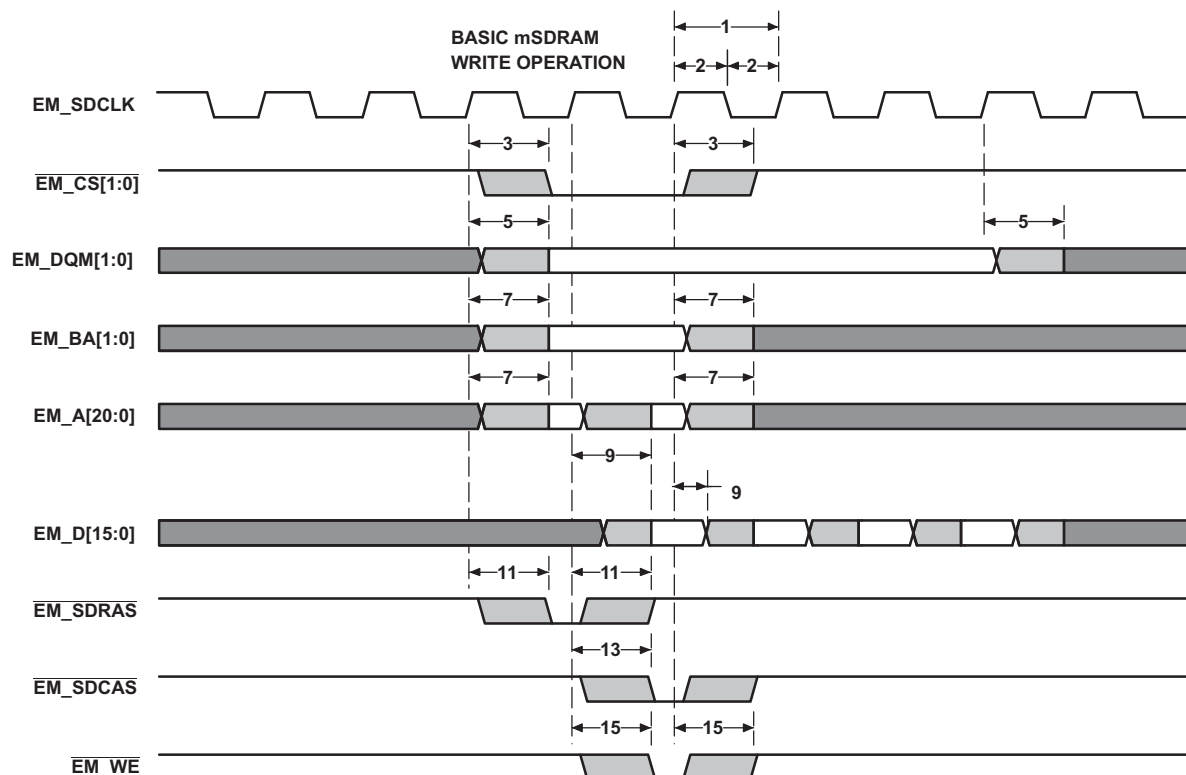 1
BASIC mSDRAM
WRITE OPERATION
2 2
EM_SDCLK
3 3
EM_CS[1:0]
5 5
EM_DQM[1:0]
7 7
EM_BA[1:0]
7 7
EM_A[20:0]
9
9
EM_D[15:0]
11 11
EM_SDRAS
13
EM_SDCAS
15 15
EM_WE